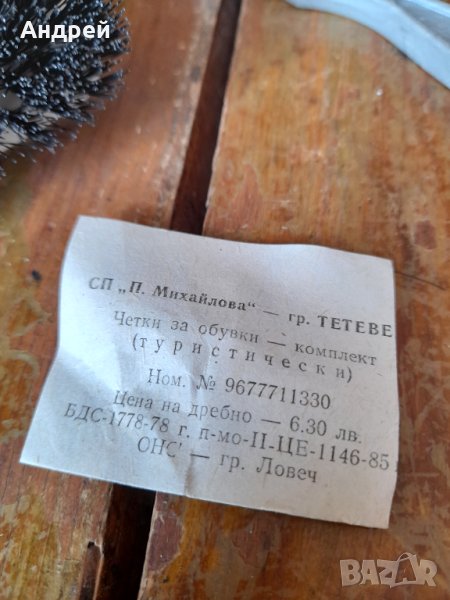 Андрей
СП „П. Михайлова“ — гр. ТЕТЕВЕ
Четки за обувки — комплект
(туристически)
Ном. № 9677711330
Цена на дребно — 6.30 лв.
БДС-1778-78 г. п-мо-II-ЦЕ-1146-85
ОНС — гр. Ловеч
BAZAR